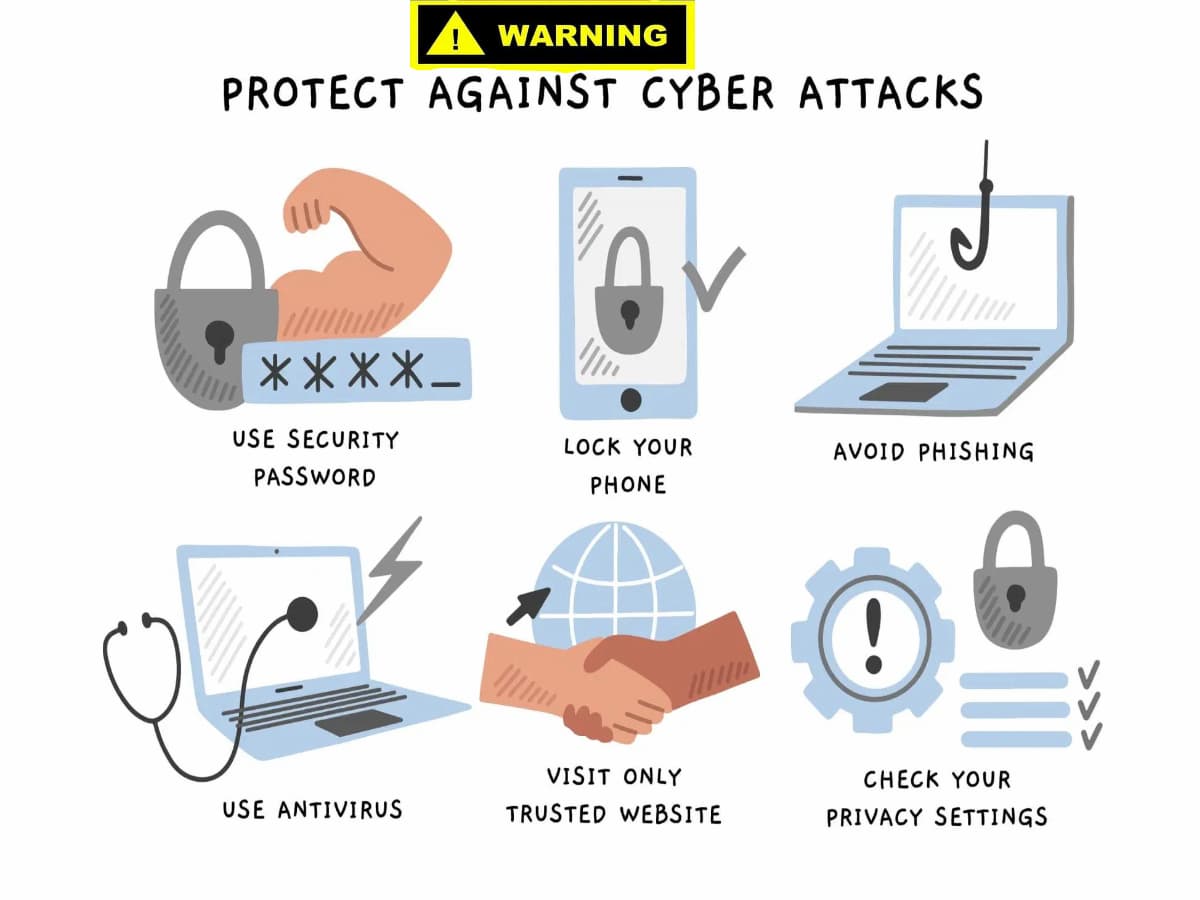 ! WARNING
PROTECT AGAINST CYBER ATTACKS
****_
USE SECURITY
PASSWORD
LOCK YOUR
PHONE
AVOID PHISHING
USE ANTIVIRUS
VISIT ONLY
TRUSTED WEBSITE
!
CHECK YOUR
PRIVACY SETTINGS